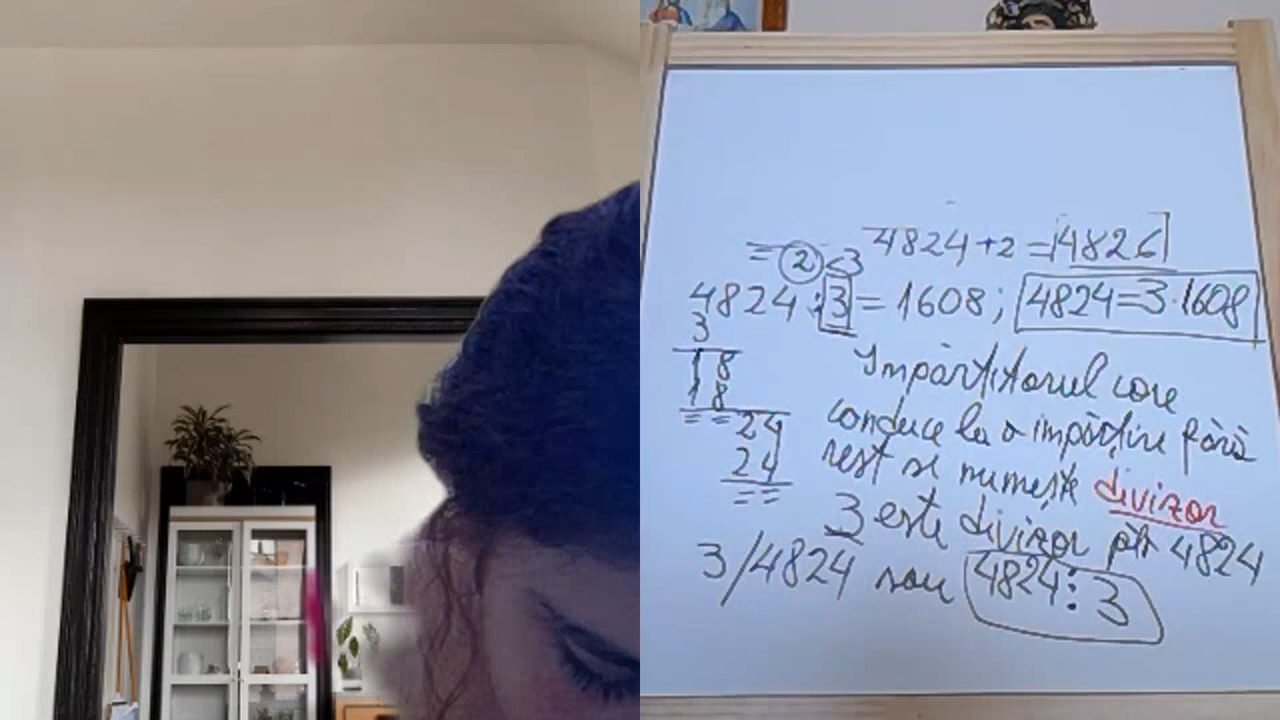 4824+2=4826
= 2 <3
4824:3=1608; 4824=3·1608
3
18
18
24
24
Împărțitorul care
conduce la o împărțire fără
rest se numește divizor
3 este divizor ptr 4824
3/4824 sau 4824⋮3